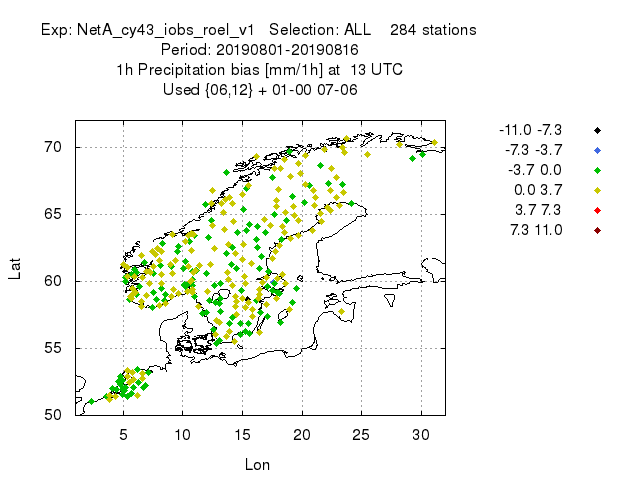 Exp: NetA_cy43_iobs_roel_v1   Selection: ALL    284 stations
Period: 20190801-20190816
1h Precipitation bias [mm/1h] at  13 UTC
Used {06,12} + 01-00 07-06
-11.0 -7.3
-7.3 -3.7
-3.7 0.0
0.0 3.7
3.7 7.3
7.3 11.0
70
65
60
55
50
Lat
5 10 15 20 25 30
Lon